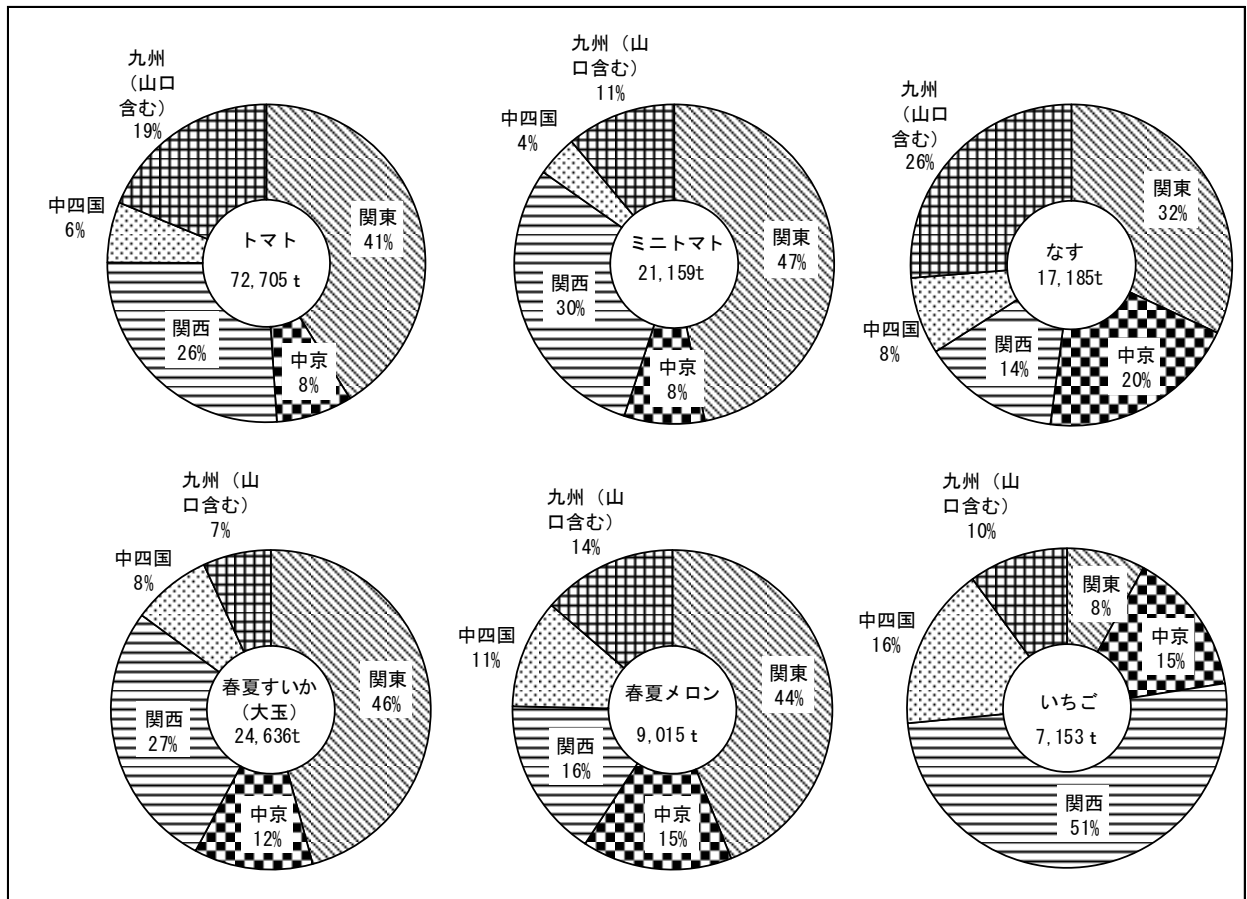 九州
（山口
含む）
19%
中四国
6%
関西
26%
中京
8%
関東
41%
トマト
72,705ｔ
九州（山
口含む）
11%
中四国
4%
関西
30%
中京
8%
関東
47%
ミニトマト
21,159t
九州
（山口
含む）
26%
中四国
8%
関西
14%
中京
20%
関東
32%
なす
17,185t
九州（山
口含む）
7%
中四国
8%
関西
27%
中京
12%
関東
46%
春夏すいか
（大玉）
24,636t
九州（山
口含む）
14%
中四国
11%
関西
16%
中京
15%
関東
44%
春夏メロン
9,015ｔ
九州（山
口含む）
10%
中四国
16%
関西
51%
中京
15%
関東
8%
いちご
7,153ｔ